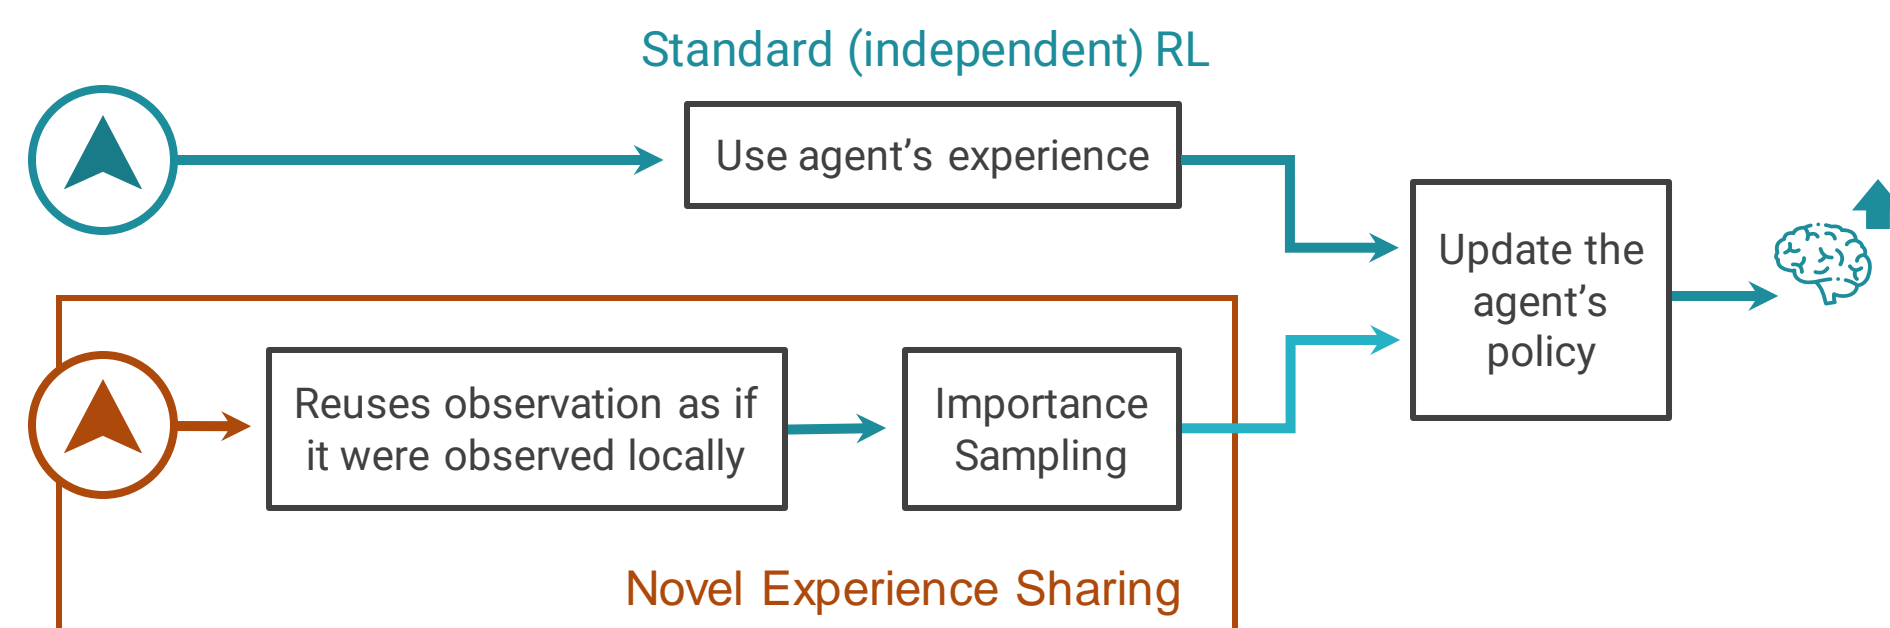 Standard (independent) RL
Use agent’s experience
Update the
agent’s
policy
Reuses observation as if
it were observed locally
Importance
Sampling
Novel Experience Sharing